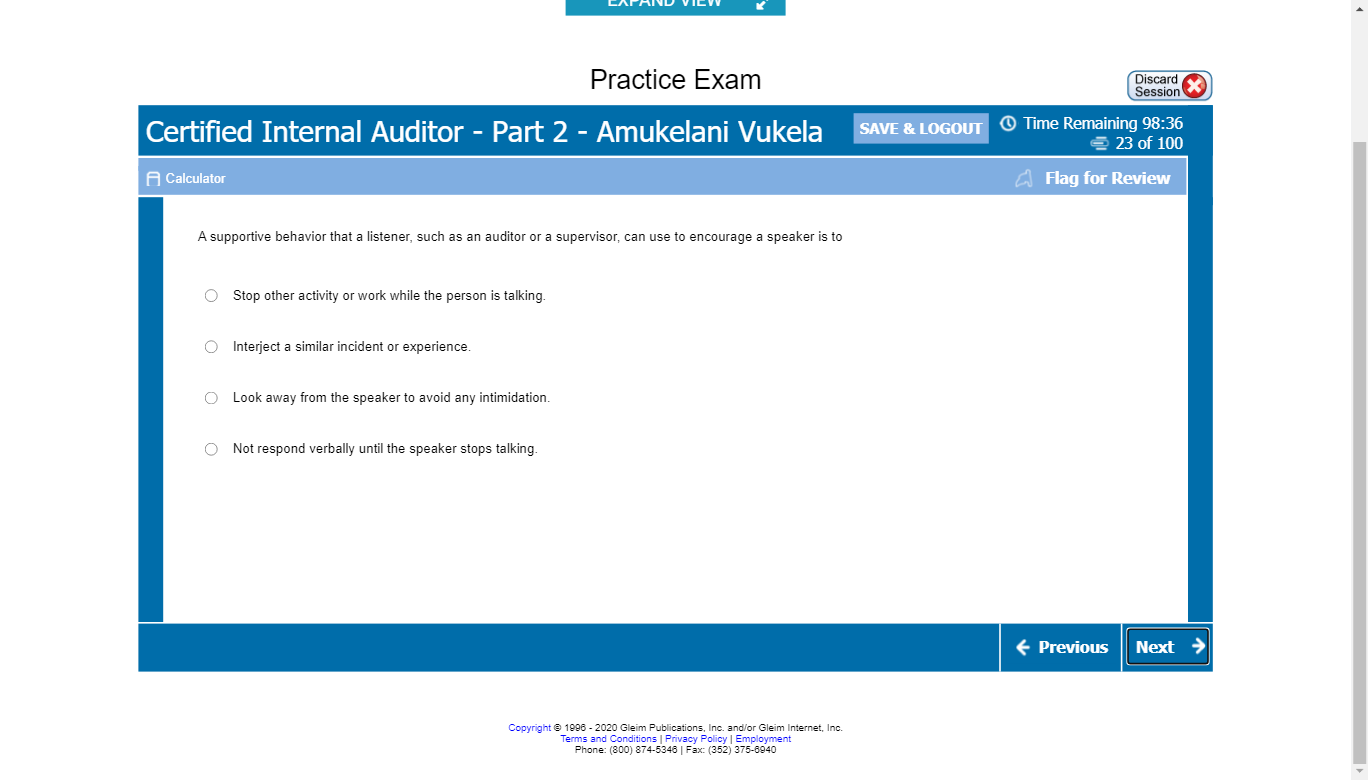 EXPAND VIEW
Practice Exam
Discard
Session
Certified Internal Auditor - Part 2 - Amukelani Vukela
SAVE & LOGOUT
Time Remaining 98:36
23 of 100
Calculator
Flag for Review
A supportive behavior that a listener, such as an auditor or a supervisor, can use to encourage a speaker is to
Stop other activity or work while the person is talking.
Interject a similar incident or experience.
Look away from the speaker to avoid any intimidation.
Not respond verbally until the speaker stops talking.
Previous
Next
Copyright © 1996 - 2020 Gleim Publications, Inc. and/or Gleim Internet, Inc.
Terms and Conditions | Privacy Policy | Employment
Phone: (800) 874-5346 | Fax: (352) 375-6940